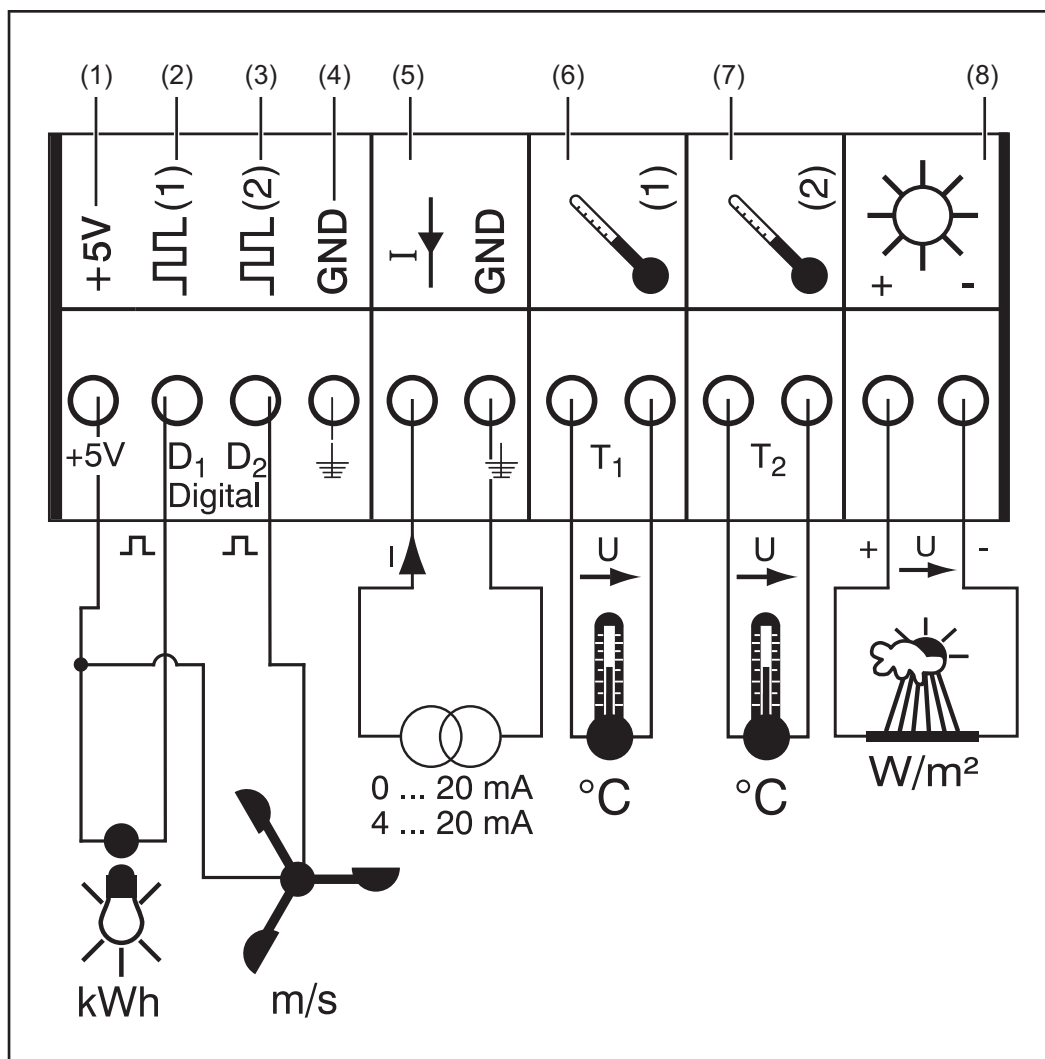 (1) (2) (3) (4) (5) (6) (7) (8)
+5V (1) (2) GND I GND (1) (2) + -
+5V D₁ D₂ T₁ T₂
Digital
I U U + U -
0 ... 20 mA °C °C W/m²
4 ... 20 mA
kWh m/s